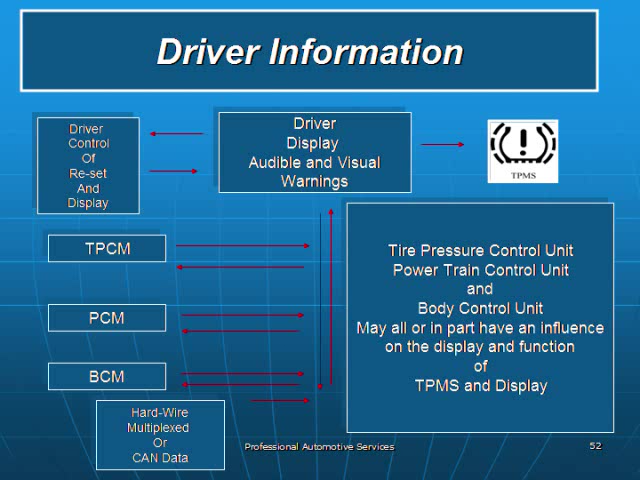 Driver Information
Driver
Control
Of
Re-set
And
Display
Driver
Display
Audible and Visual
Warnings
TPMS
TPCM
PCM
BCM
Hard-Wire
Multiplexed
Or
CAN Data
Tire Pressure Control Unit
Power Train Control Unit
and
Body Control Unit
May all or in part have an influence
on the display and function
of
TPMS and Display
Professional Automotive Services
52